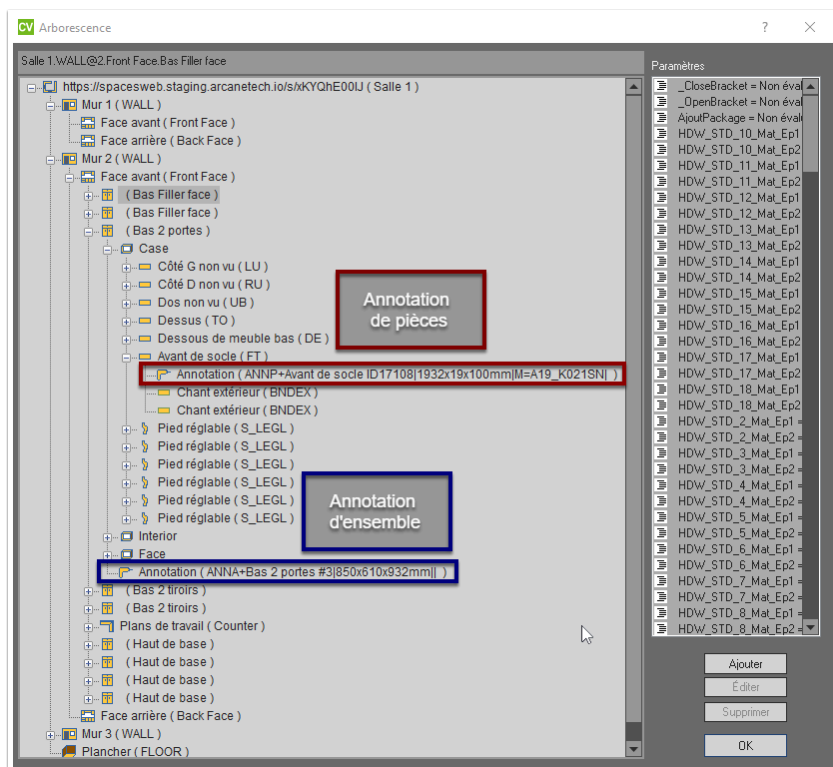 CV Arborescence
Salle 1.WALL@2.Front Face.Bas Filler face
https://spacesweb.staging.arcanetech.io/s/xKYQhE00IJ ( Salle 1 )
Mur 1 ( WALL )
Face avant ( Front Face )
Face arrière ( Back Face )
Mur 2 ( WALL )
Face avant ( Front Face )
( Bas Filler face )
( Bas Filler face )
( Bas 2 portes )
Case
Côté G non vu ( LU )
Côté D non vu ( RU )
Dos non vu ( UB )
Dessus ( TO )
Dessous de meuble bas ( DE )
Avant de socle ( FT )
Annotation ( ANNP+Avant de socle ID17108|1932x19x100mm|M=A19_K021SN| )
Chant extérieur ( BNDEX )
Chant extérieur ( BNDEX )
Pied réglable ( S_LEGL )
Pied réglable ( S_LEGL )
Pied réglable ( S_LEGL )
Pied réglable ( S_LEGL )
Pied réglable ( S_LEGL )
Pied réglable ( S_LEGL )
Interior
Face
Annotation ( ANNA+Bas 2 portes #3|850x610x932mm|| )
( Bas 2 tiroirs )
( Bas 2 tiroirs )
Plans de travail ( Counter )
( Haut de base )
( Haut de base )
( Haut de base )
( Haut de base )
Face arrière ( Back Face )
Mur 3 ( WALL )
Plancher ( FLOOR )
Annotation
de pièces
Annotation
d'ensemble
Paramètres
_CloseBracket = Non éval
_OpenBracket = Non éval
AjoutPackage = Non éval
HDW_STD_10_Mat_Ep1
HDW_STD_10_Mat_Ep2
HDW_STD_11_Mat_Ep1
HDW_STD_11_Mat_Ep2
HDW_STD_12_Mat_Ep1
HDW_STD_12_Mat_Ep2
HDW_STD_13_Mat_Ep1
HDW_STD_13_Mat_Ep2
HDW_STD_14_Mat_Ep1
HDW_STD_14_Mat_Ep2
HDW_STD_15_Mat_Ep1
HDW_STD_15_Mat_Ep2
HDW_STD_16_Mat_Ep1
HDW_STD_16_Mat_Ep2
HDW_STD_17_Mat_Ep1
HDW_STD_17_Mat_Ep2
HDW_STD_18_Mat_Ep1
HDW_STD_18_Mat_Ep2
HDW_STD_2_Mat_Ep1 =
HDW_STD_2_Mat_Ep2 =
HDW_STD_3_Mat_Ep1 =
HDW_STD_3_Mat_Ep2 =
HDW_STD_4_Mat_Ep1 =
HDW_STD_4_Mat_Ep2 =
HDW_STD_5_Mat_Ep1 =
HDW_STD_5_Mat_Ep2 =
HDW_STD_6_Mat_Ep1 =
HDW_STD_6_Mat_Ep2 =
HDW_STD_7_Mat_Ep1 =
HDW_STD_7_Mat_Ep2 =
HDW_STD_8_Mat_Ep1 =
HDW_STD_8_Mat_Ep2 =
Ajouter
Éditer
Supprimer
OK